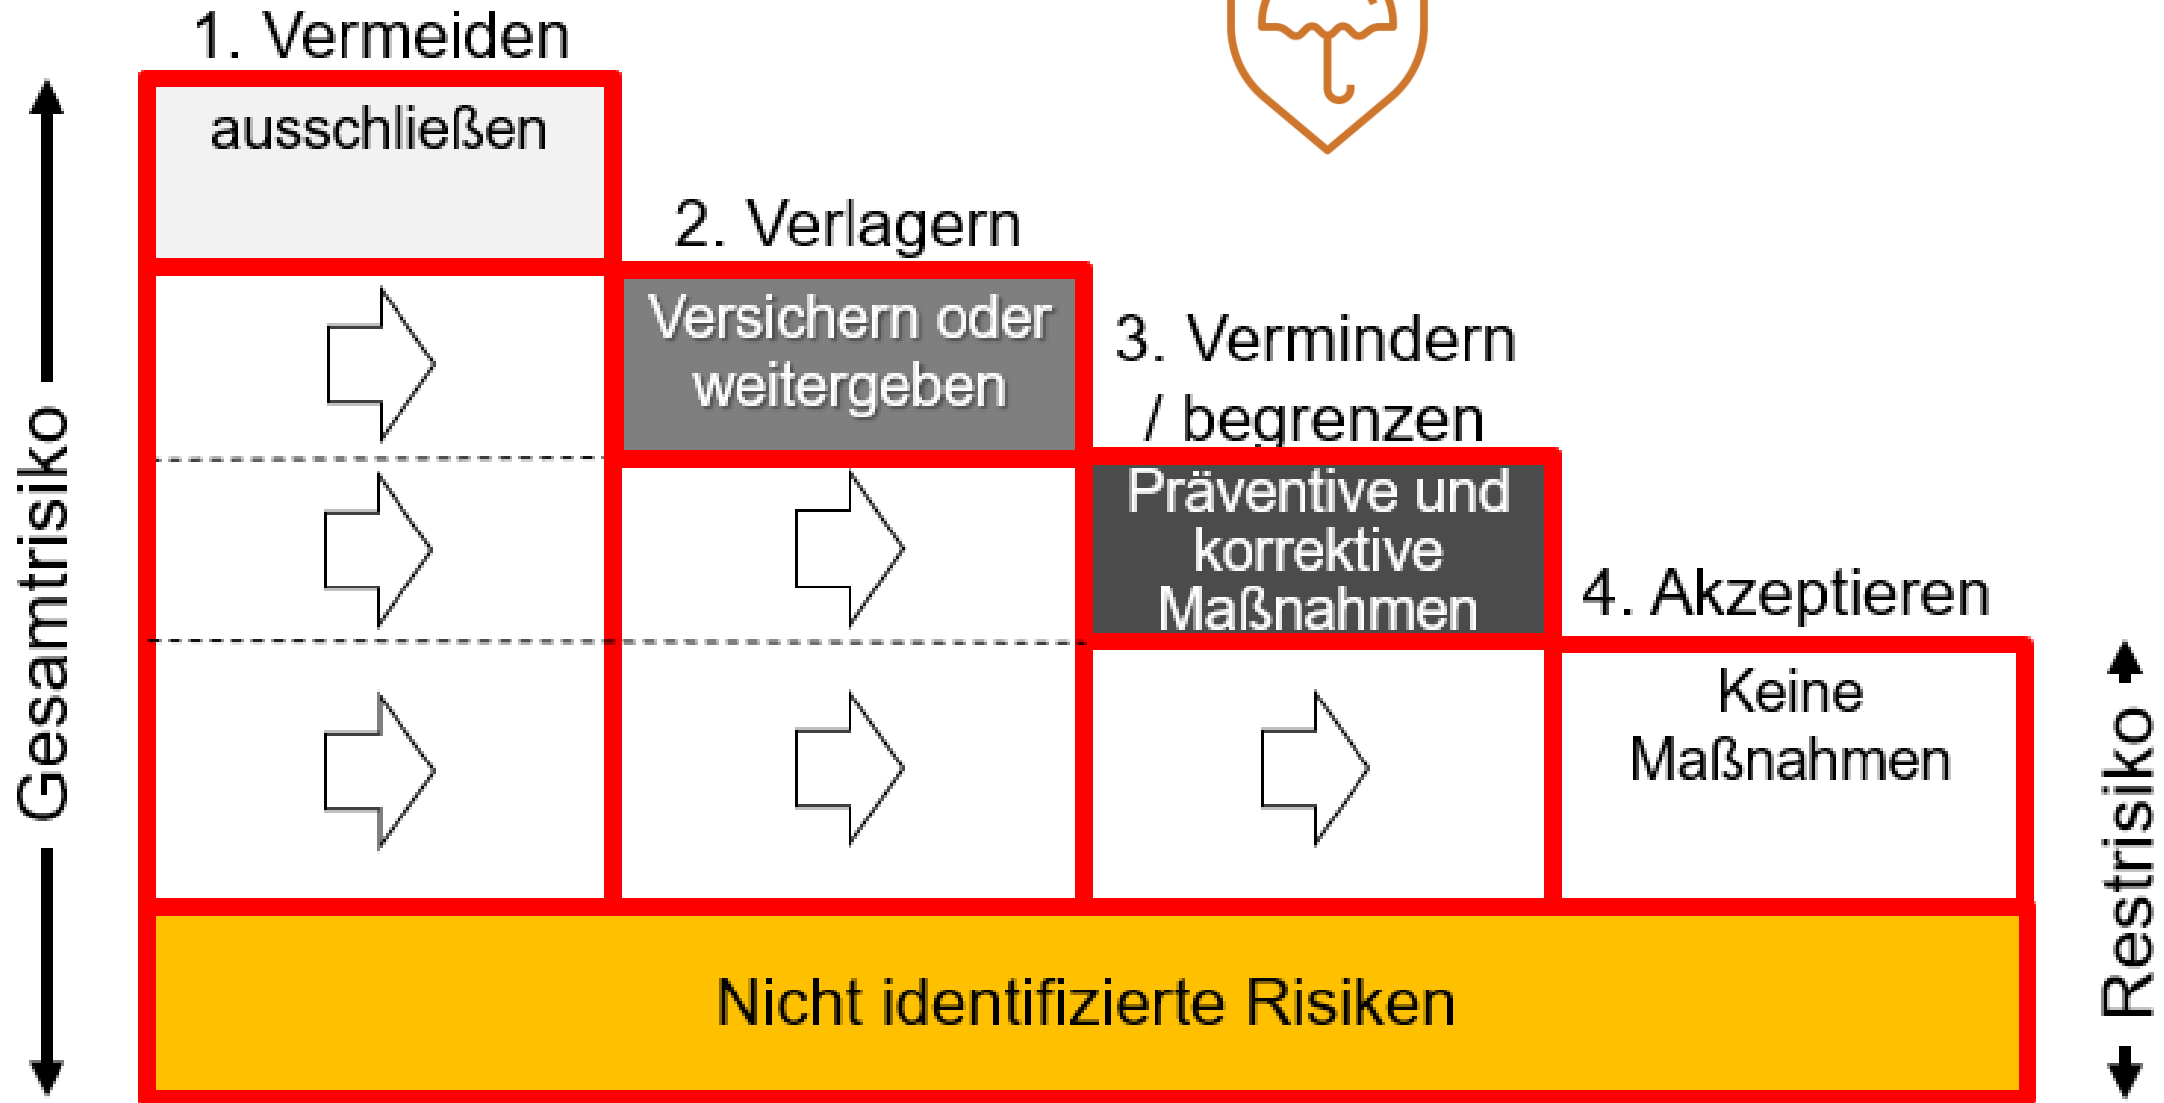 1. Vermeiden
ausschließen
2. Verlagern
Versichern oder
weitergeben
3. Vermindern
/ begrenzen
Präventive und
korrektive
Maßnahmen
4. Akzeptieren
Keine
Maßnahmen
Gesamtrisiko
Restrisiko
Nicht identifizierte Risiken